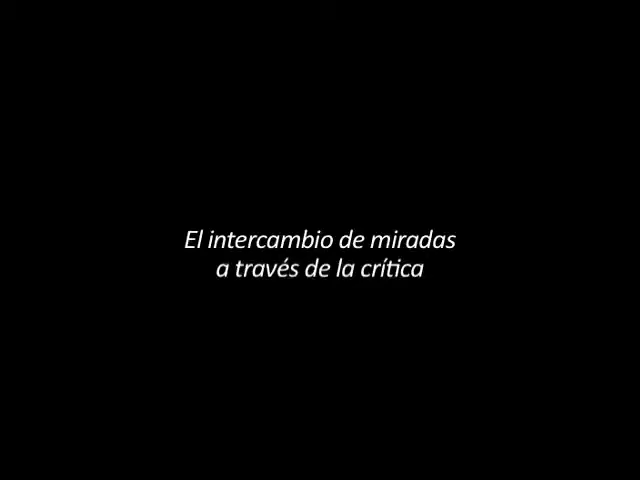 El intercambio de miradas
a través de la crítica